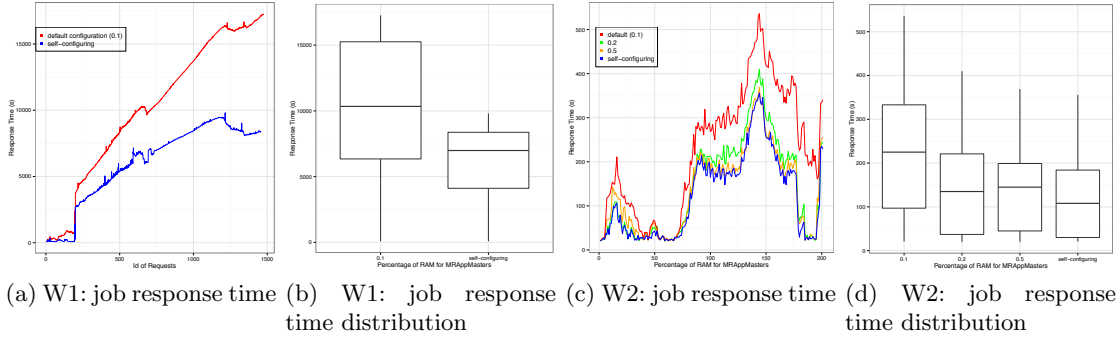 default configuration (0.1)
self-configuring
Response Time (s)
15000
10000
5000
0
0
500
1000
1500
Id of Requests
Response Time (s)
15000
10000
5000
0
0.1
self-configuring
Percentage of RAM for MRAppMasters
default (0.1)
0.2
0.5
self-configuring
Response Time (s)
500
400
300
200
100
0
0
50
100
150
200
Percentage of RAM for MRAppMasters
Response Time (s)
500
400
300
200
100
0
0.1
0.2
0.5
self-configuring
Percentage of RAM for MRAppMasters
(a) W1: job response time
(b) W1: job response
time distribution
(c) W2: job response time
(d) W2: job response
time distribution